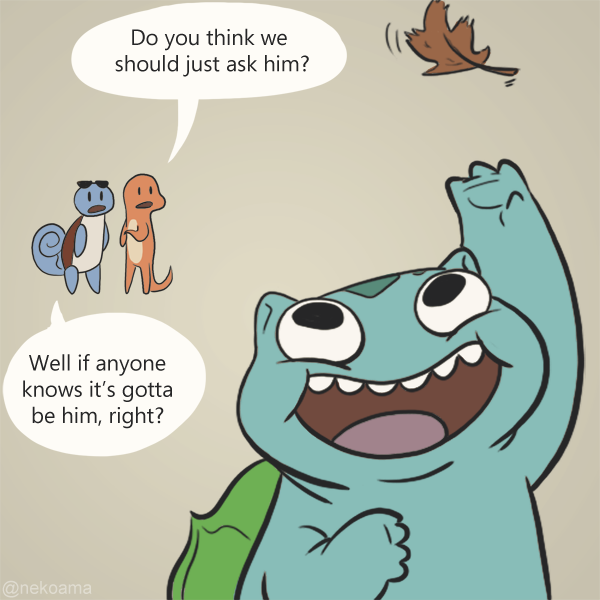 Do you think we
should just ask him?
Well if anyone
knows it's gotta
be him, right?
@nekoama